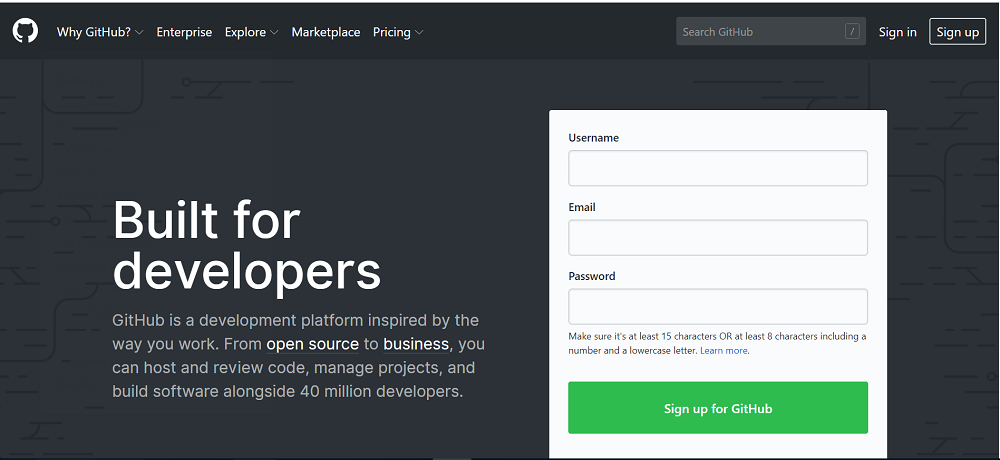 Why GitHub? Enterprise Explore Marketplace Pricing Search GitHub / Sign in Sign up
Built for
developers
GitHub is a development platform inspired by the
way you work. From open source to business, you
can host and review code, manage projects, and
build software alongside 40 million developers.
Username
Email
Password
Make sure it's at least 15 characters OR at least 8 characters including a
number and a lowercase letter. Learn more.
Sign up for GitHub